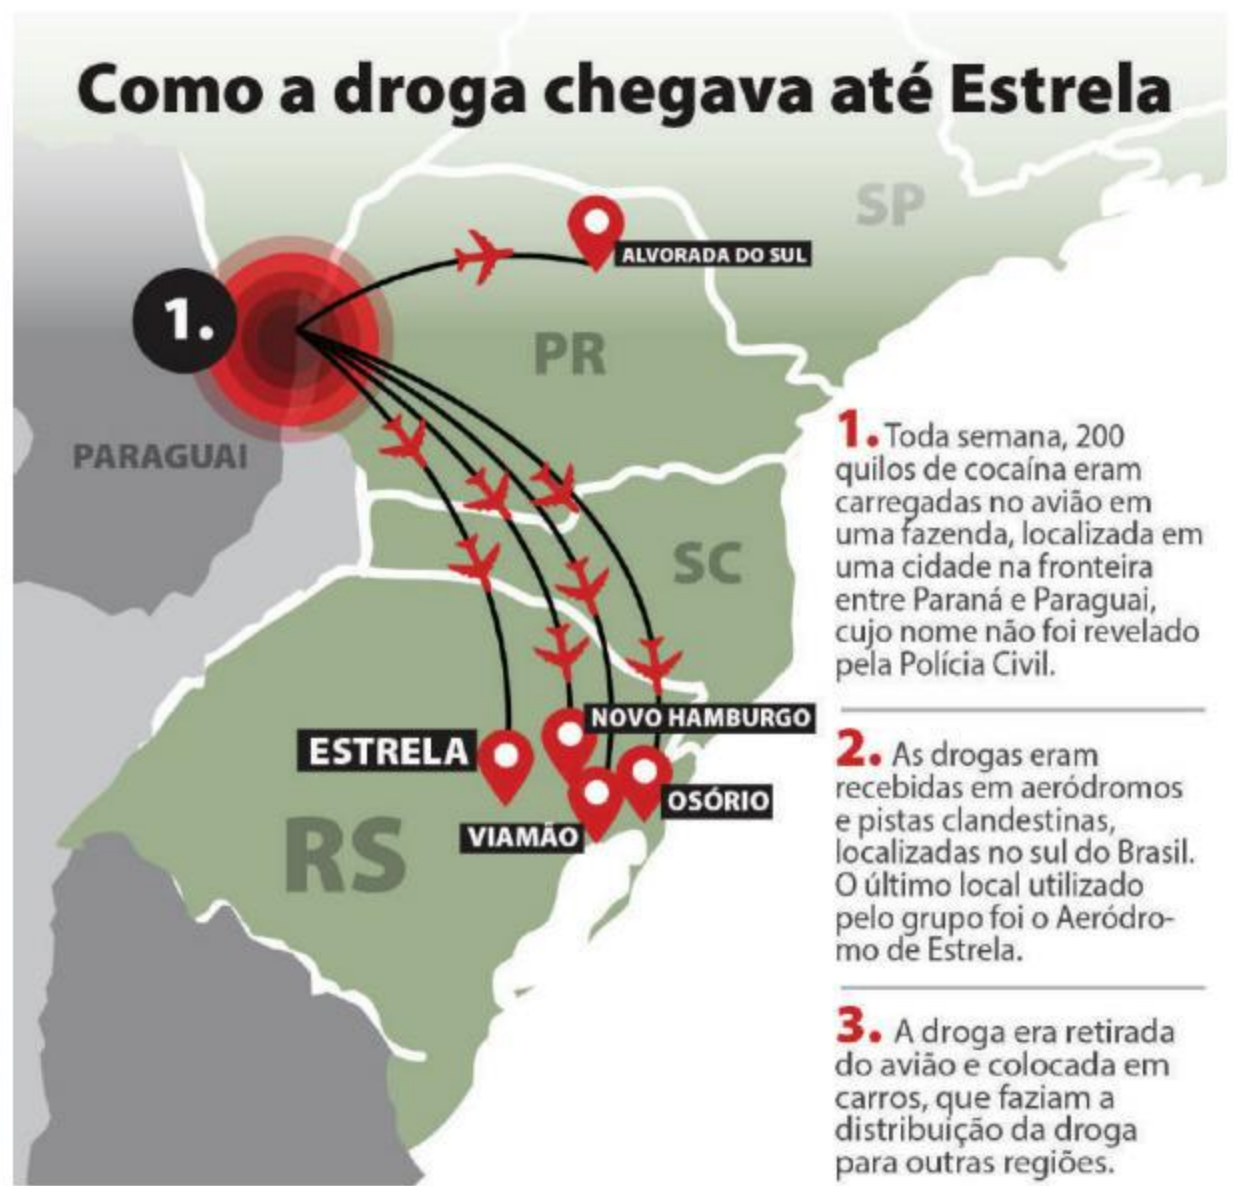 Como a droga chegava até Estrela
SP
ALVORADA DO SUL
1.
PR
PARAGUAI
SC
NOVO HAMBURGO
ESTRELA
OSÓRIO
VIAMÃO
RS
1. Toda semana, 200
quilos de cocaína eram
carregadas no avião em
uma fazenda, localizada em
uma cidade na fronteira
entre Paraná e Paraguai,
cujo nome não foi revelado
pela Polícia Civil.
2. As drogas eram
recebidas em aeródromos
e pistas clandestinas,
localizadas no sul do Brasil.
O último local utilizado
pelo grupo foi o Aeródro-
mo de Estrela.
3. A droga era retirada
do avião e colocada em
carros, que faziam a
distribuição da droga
para outras regiões.